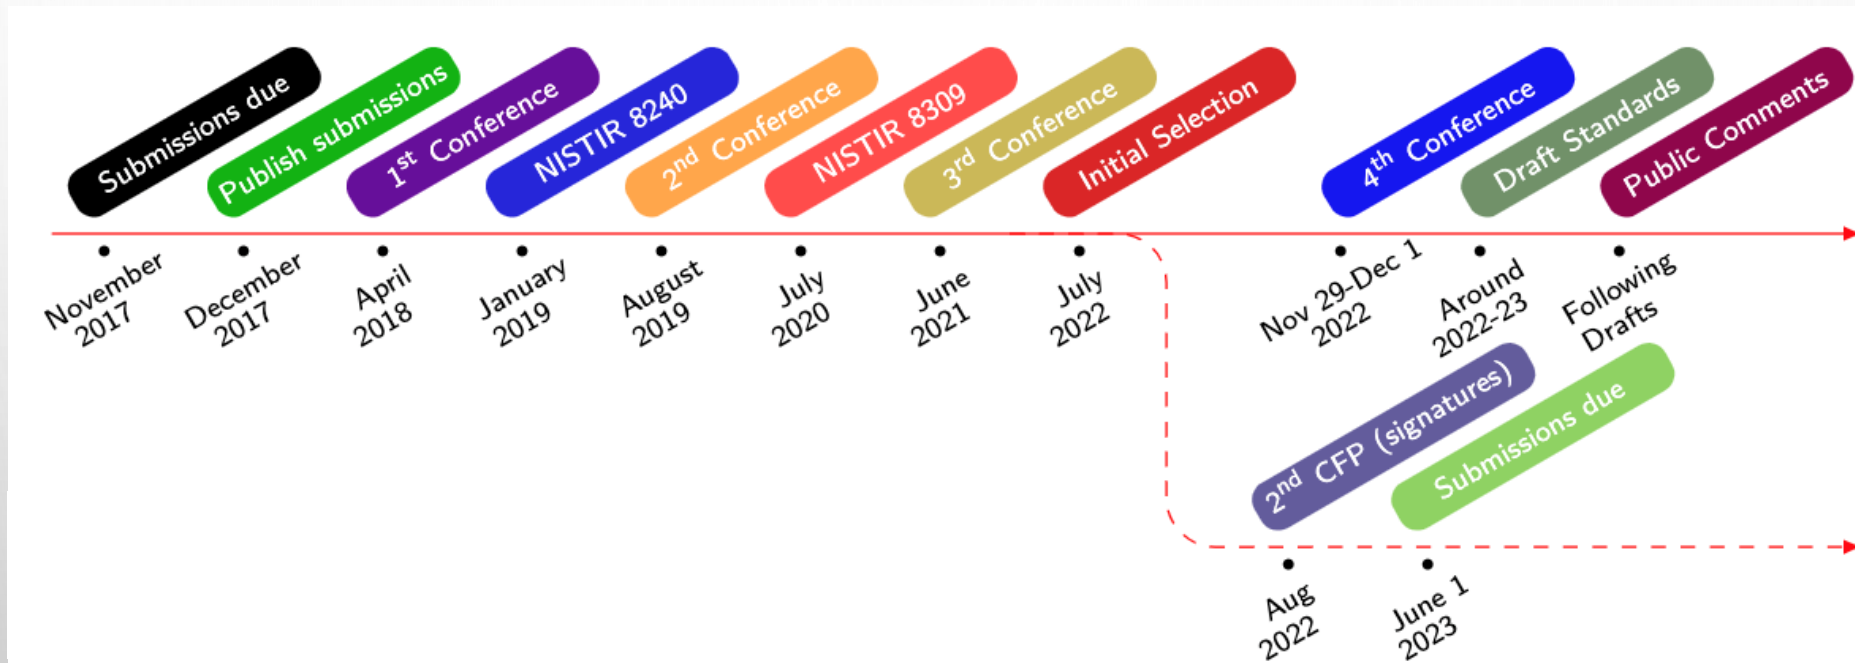 Submissions due
Publish submissions
1st Conference
NISTIR 8240
2nd Conference
NISTIR 8309
3rd Conference
Initial Selection
4th Conference
Draft Standards
Public Comments
November
2017
December
2017
April
2018
January
2019
August
2019
July
2020
June
2021
July
2022
Nov 29-Dec 1
2022
Around
2022-23
Following
Drafts
2nd CFP (signatures)
Submissions due
Aug
2022
June 1
2023